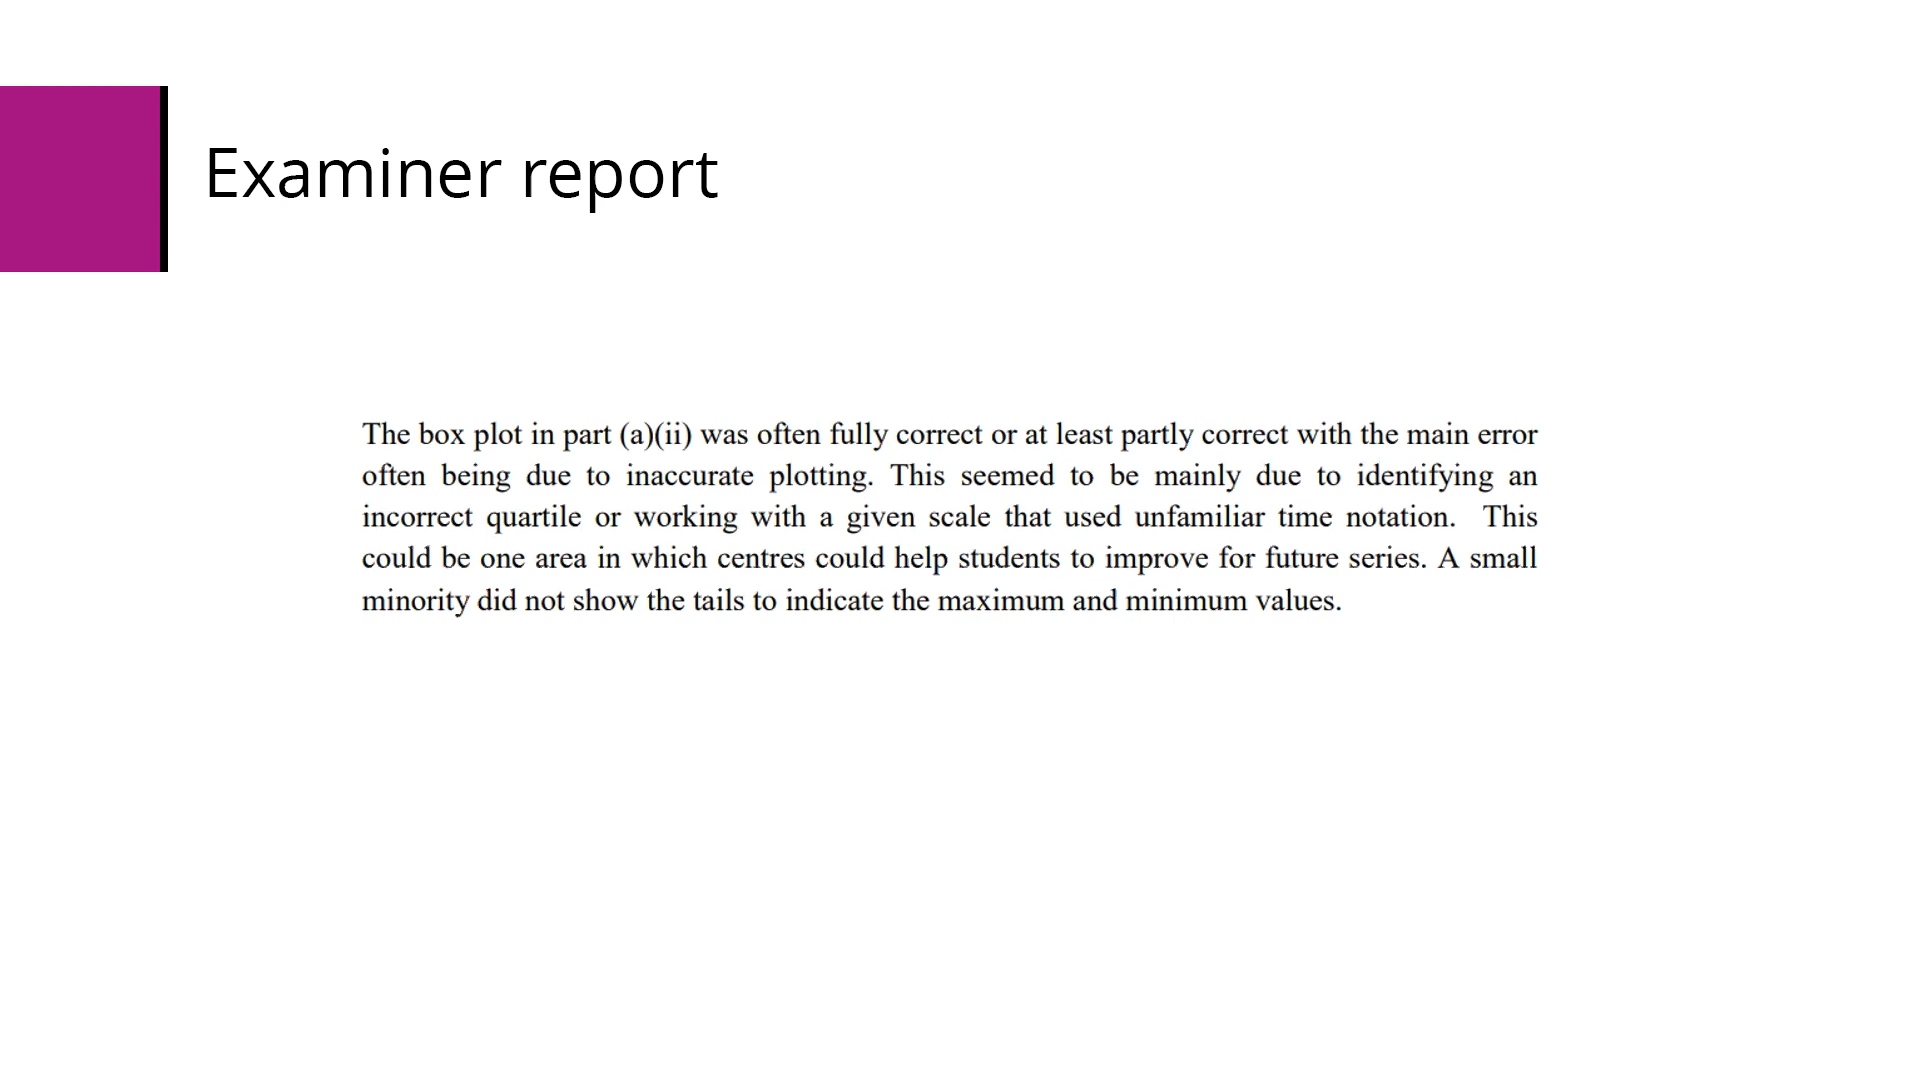 Examiner report
The box plot in part (a)(ii) was often fully correct or at least partly correct with the main error
often being due to inaccurate plotting. This seemed to be mainly due to identifying an
incorrect quartile or working with a given scale that used unfamiliar time notation.  This
could be one area in which centres could help students to improve for future series. A small
minority did not show the tails to indicate the maximum and minimum values.